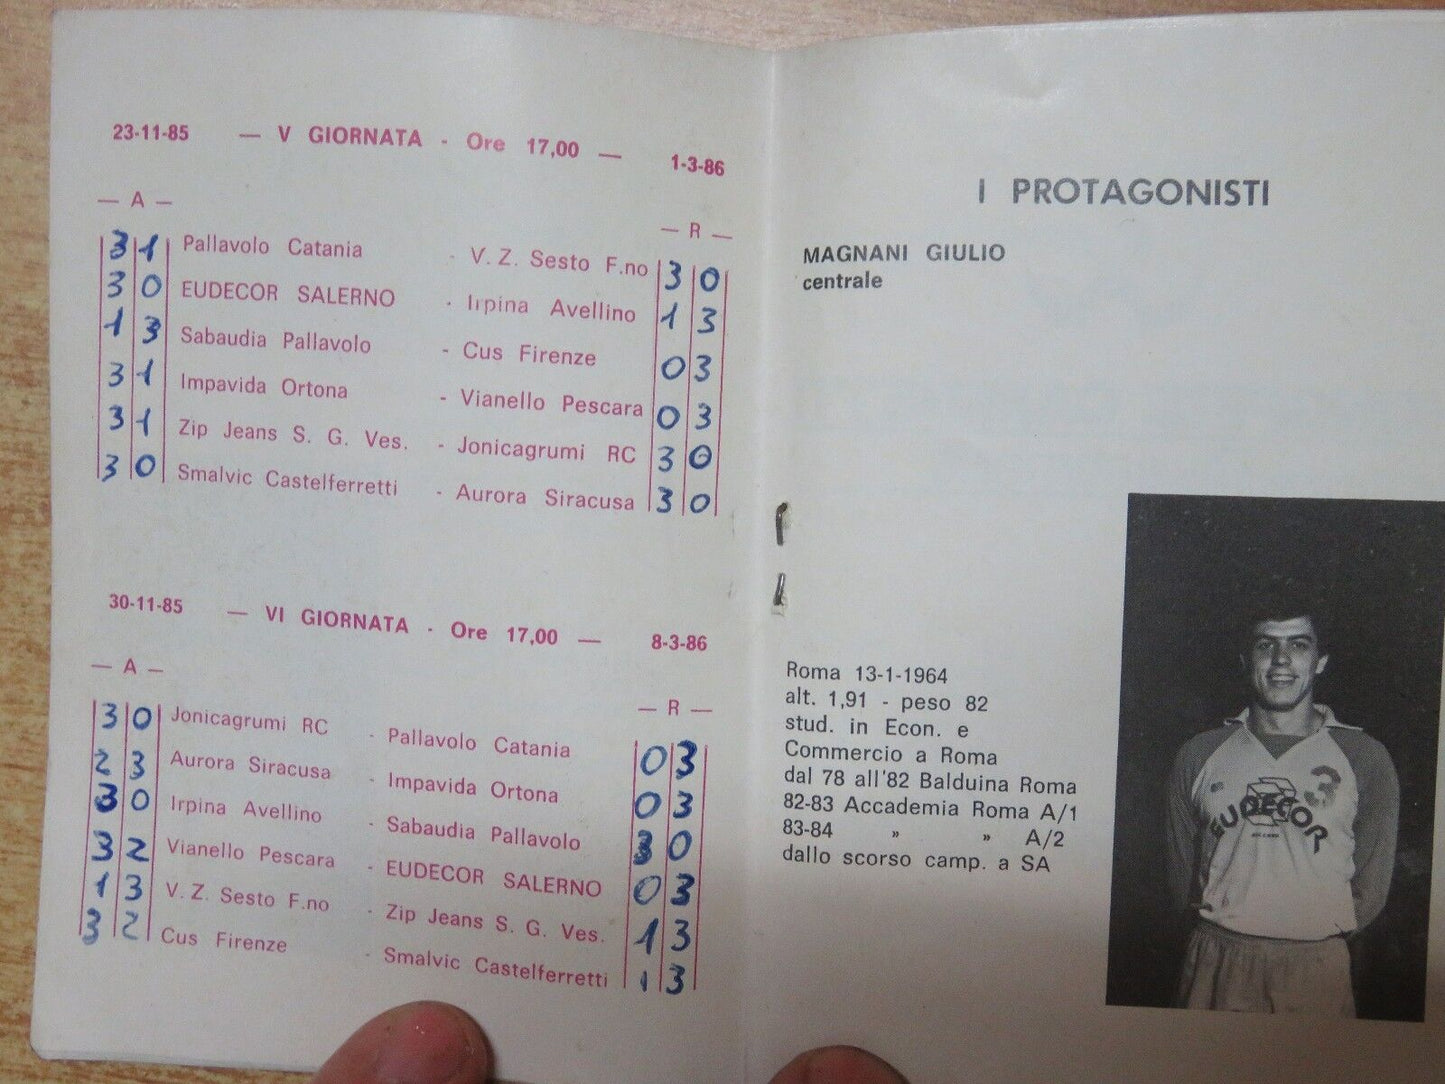 23-11-85 — V GIORNATA - Ore 17,00 — 1-3-86
— A —
— R —
3 1 Pallavolo Catania - V. Z. Sesto F.no 3 0
3 0 EUDECOR SALERNO - Irpina Avellino 1 3
1 3 Sabaudia Pallavolo - Cus Firenze 0 3
3 1 Impavida Ortona - Vianello Pescara 0 3
3 1 Zip Jeans S. G. Ves. - Jonicagrumi RC 3 0
3 0 Smalvic Castelferretti - Aurora Siracusa 3 0
30-11-85 — VI GIORNATA - Ore 17,00 — 8-3-86
— A —
— R —
3 0 Jonicagrumi RC - Pallavolo Catania 0 3
2 3 Aurora Siracusa - Impavida Ortona 0 3
3 0 Irpina Avellino - Sabaudia Pallavolo 3 0
3 2 Vianello Pescara - EUDECOR SALERNO 0 3
1 3 V. Z. Sesto F.no - Zip Jeans S. G. Ves. 1 3
3 2 Cus Firenze - Smalvic Castelferretti 1 3
I PROTAGONISTI
MAGNANI GIULIO
centrale
Roma 13-1-1964
alt. 1,91 - peso 82
stud. in Econ. e
Commercio a Roma
dal 78 all'82 Balduina Roma
82-83 Accademia Roma A/1
83-84 » » A/2
dallo scorso camp. a SA
3
EUDECOR